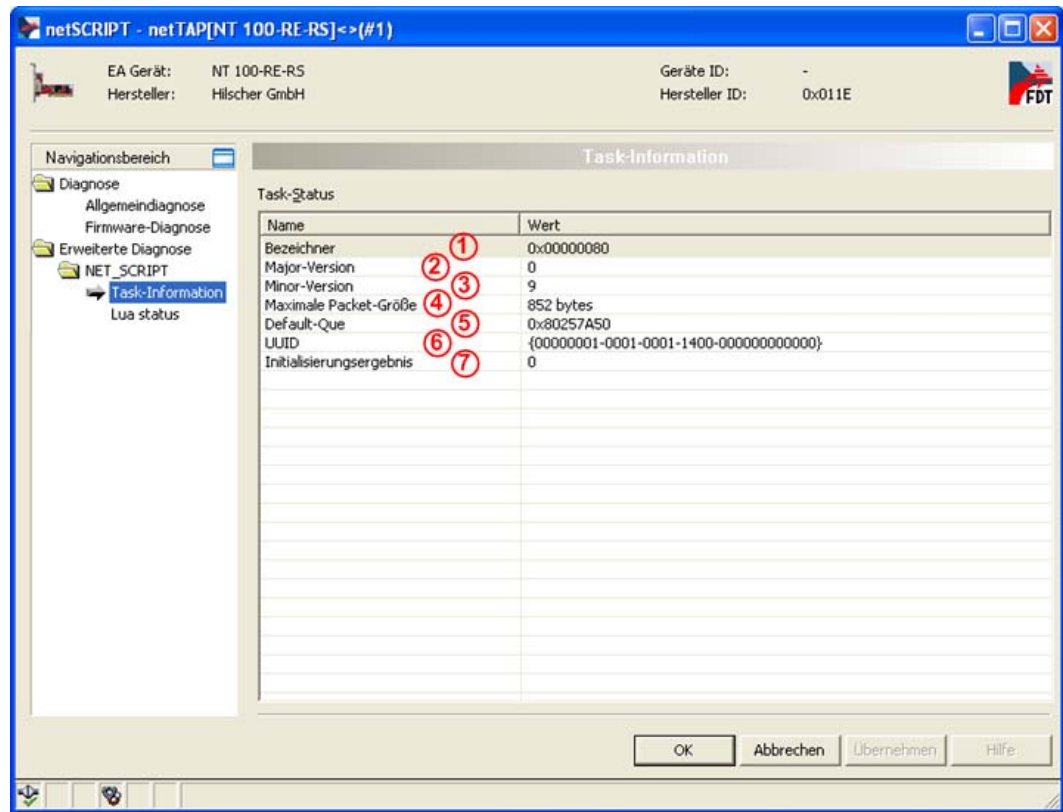 netSCRIPT - netTAP[NT 100-RE-RS]<>(#1)
EA Gerät: NT 100-RE-RS Geräte ID: -
Hersteller: Hilscher GmbH Hersteller ID: 0x011E
FDT
Navigationsbereich
Diagnose
Allgemeindiagnose
Firmware-Diagnose
Erweiterte Diagnose
NET_SCRIPT
Task-Information
Lua status
Task-Information
Task-Status
Name Wert
Bezeichner 1 0x00000080
Major-Version 2 0
Minor-Version 3 9
Maximale Packet-Größe 4 852 bytes
Default-Que 5 0x80257A50
UUID 6 {00000001-0001-0001-1400-000000000000}
Initialisierungsergebnis 7 0
OK Abbrechen Übernehmen Hilfe